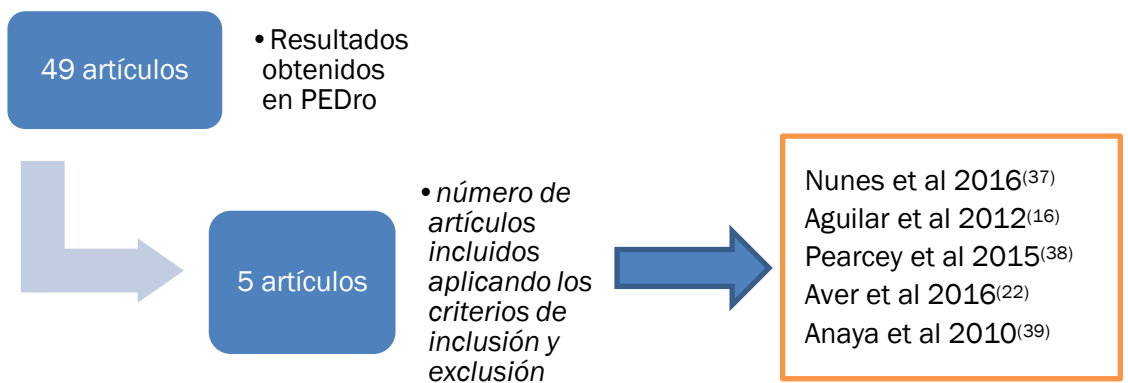 49 artículos
• Resultados
obtenidos
en PEDro
5 artículos
• número de
artículos
incluidos
aplicando los
criterios de
inclusión y
exclusión
Nunes et al 2016(37)
Aguilar et al 2012(16)
Pearcey et al 2015(38)
Aver et al 2016(22)
Anaya et al 2010(39)